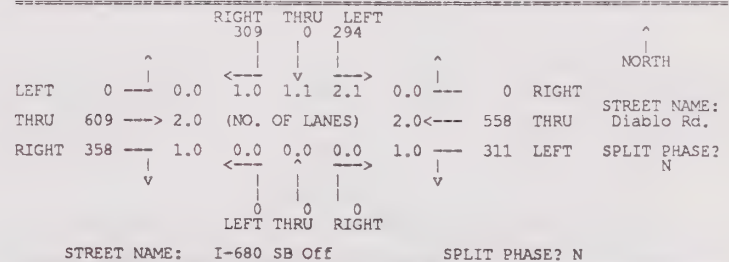 RIGHT THRU LEFT
309 0 294
NORTH
<--- v --->
LEFT 0 --- 0.0 1.0 1.1 2.1 0.0 --- 0 RIGHT
STREET NAME:
THRU 609 ---> 2.0 (NO. OF LANES) 2.0<--- 558 THRU Diablo Rd.
RIGHT 358 --- 1.0 0.0 0.0 0.0 1.0 --- 311 LEFT SPLIT PHASE?
N
<--- ^ --->
v v
0 0 0
LEFT THRU RIGHT
STREET NAME: I-680 SB Off SPLIT PHASE? N